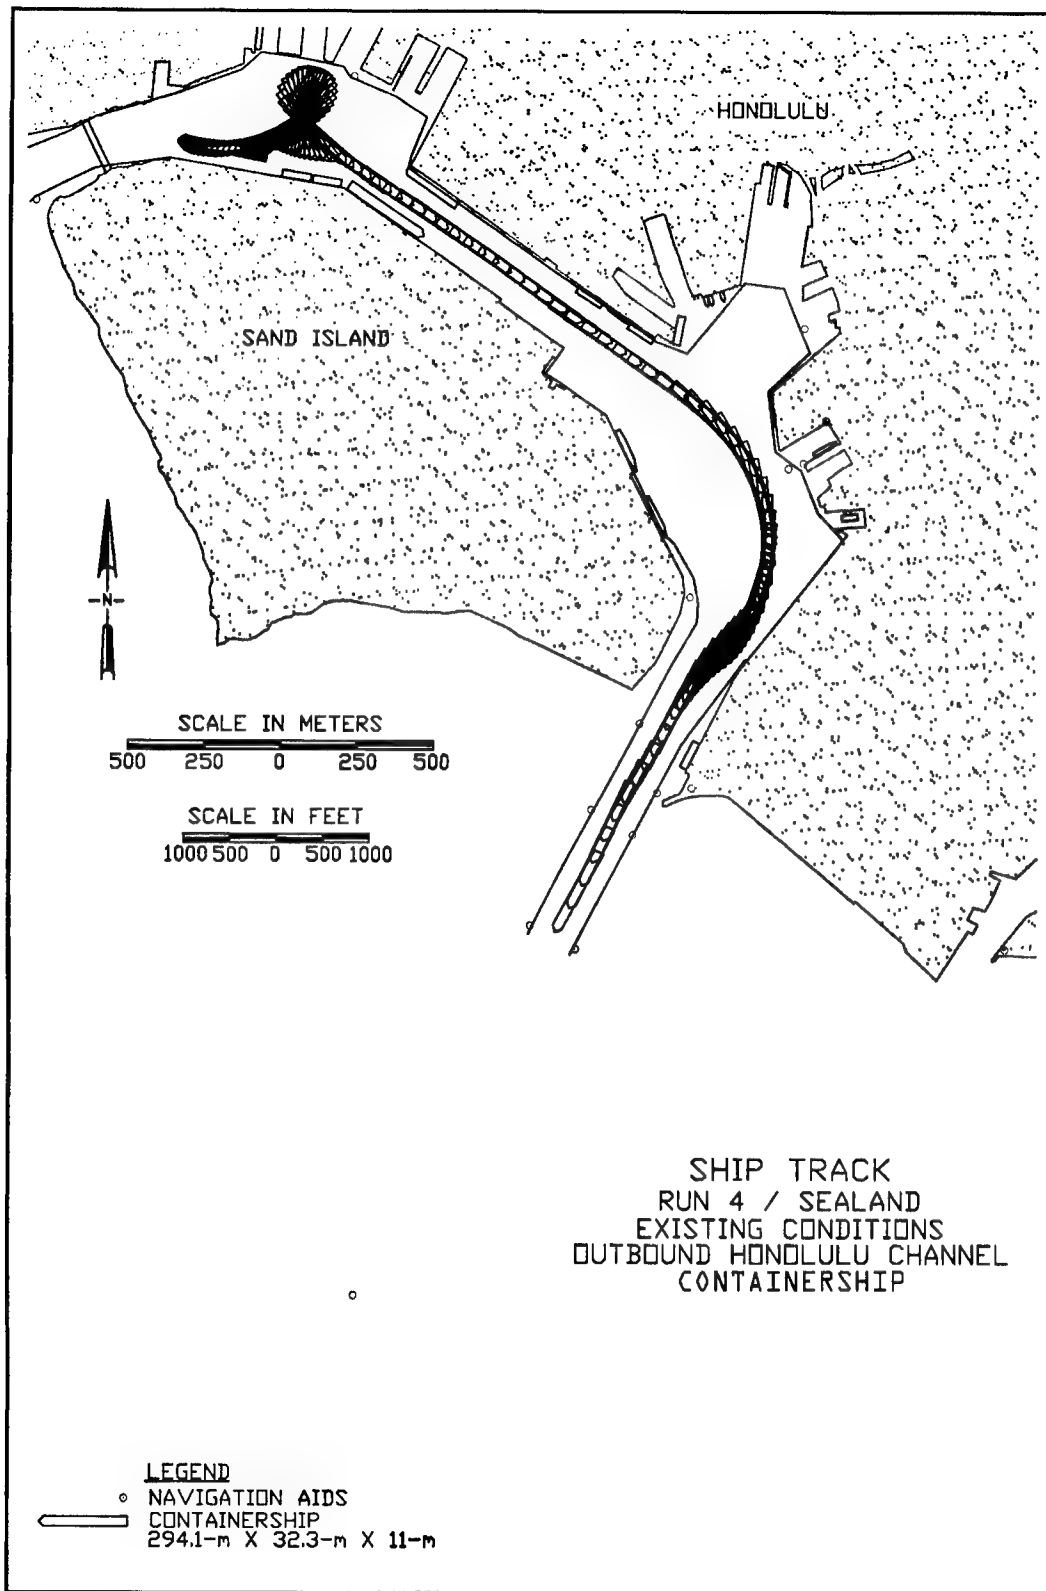 HONOLULU
SAND ISLAND
N
SCALE IN METERS
500 250 0 250 500
SCALE IN FEET
1000 500 0 500 1000
SHIP TRACK
RUN 4 / SEALAND
EXISTING CONDITIONS
OUTBOUND HONOLULU CHANNEL
CONTAINERSHIP
LEGEND
NAVIGATION AIDS
CONTAINERSHIP
294.1-m X 32.3-m X 11-m